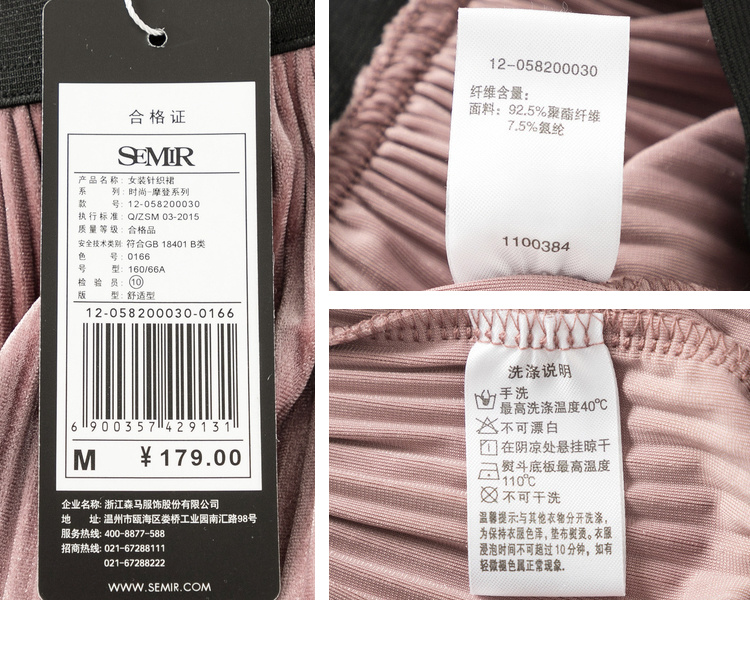 合格证
SEMIR
产品名称: 女装针织裙
系 列: 时尚-摩登系列
款 号: 12-058200030
执行标准: Q/ZSM 03-2015
质量等级: 合格品
安全技术类别: 符合GB 18401 B类
色 号: 0166
号 型: 160/66A
检 验 员: ⑩
版 型: 舒适型
12-058200030-0166
6 900357 429131
M ¥179.00
企业名称: 浙江森马服饰股份有限公司
地 址: 温州市瓯海区娄桥工业园南汇路98号
服务热线: 400-8877-588
招商热线: 021-67288111
021-67288222
WWW.SEMIR.COM
12-058200030
纤维含量:
面料: 92.5%聚酯纤维
7.5%氨纶
1100384
洗涤说明
手洗
最高洗涤温度40℃
不可漂白
在阴凉处悬挂晾干
熨斗底板最高温度
110℃
不可干洗
温馨提示:与其他衣物分开洗涤,
为保持衣服色泽,垫布熨烫。衣服
浸泡时间不可超过10分钟,如有
轻微褪色属正常现象.